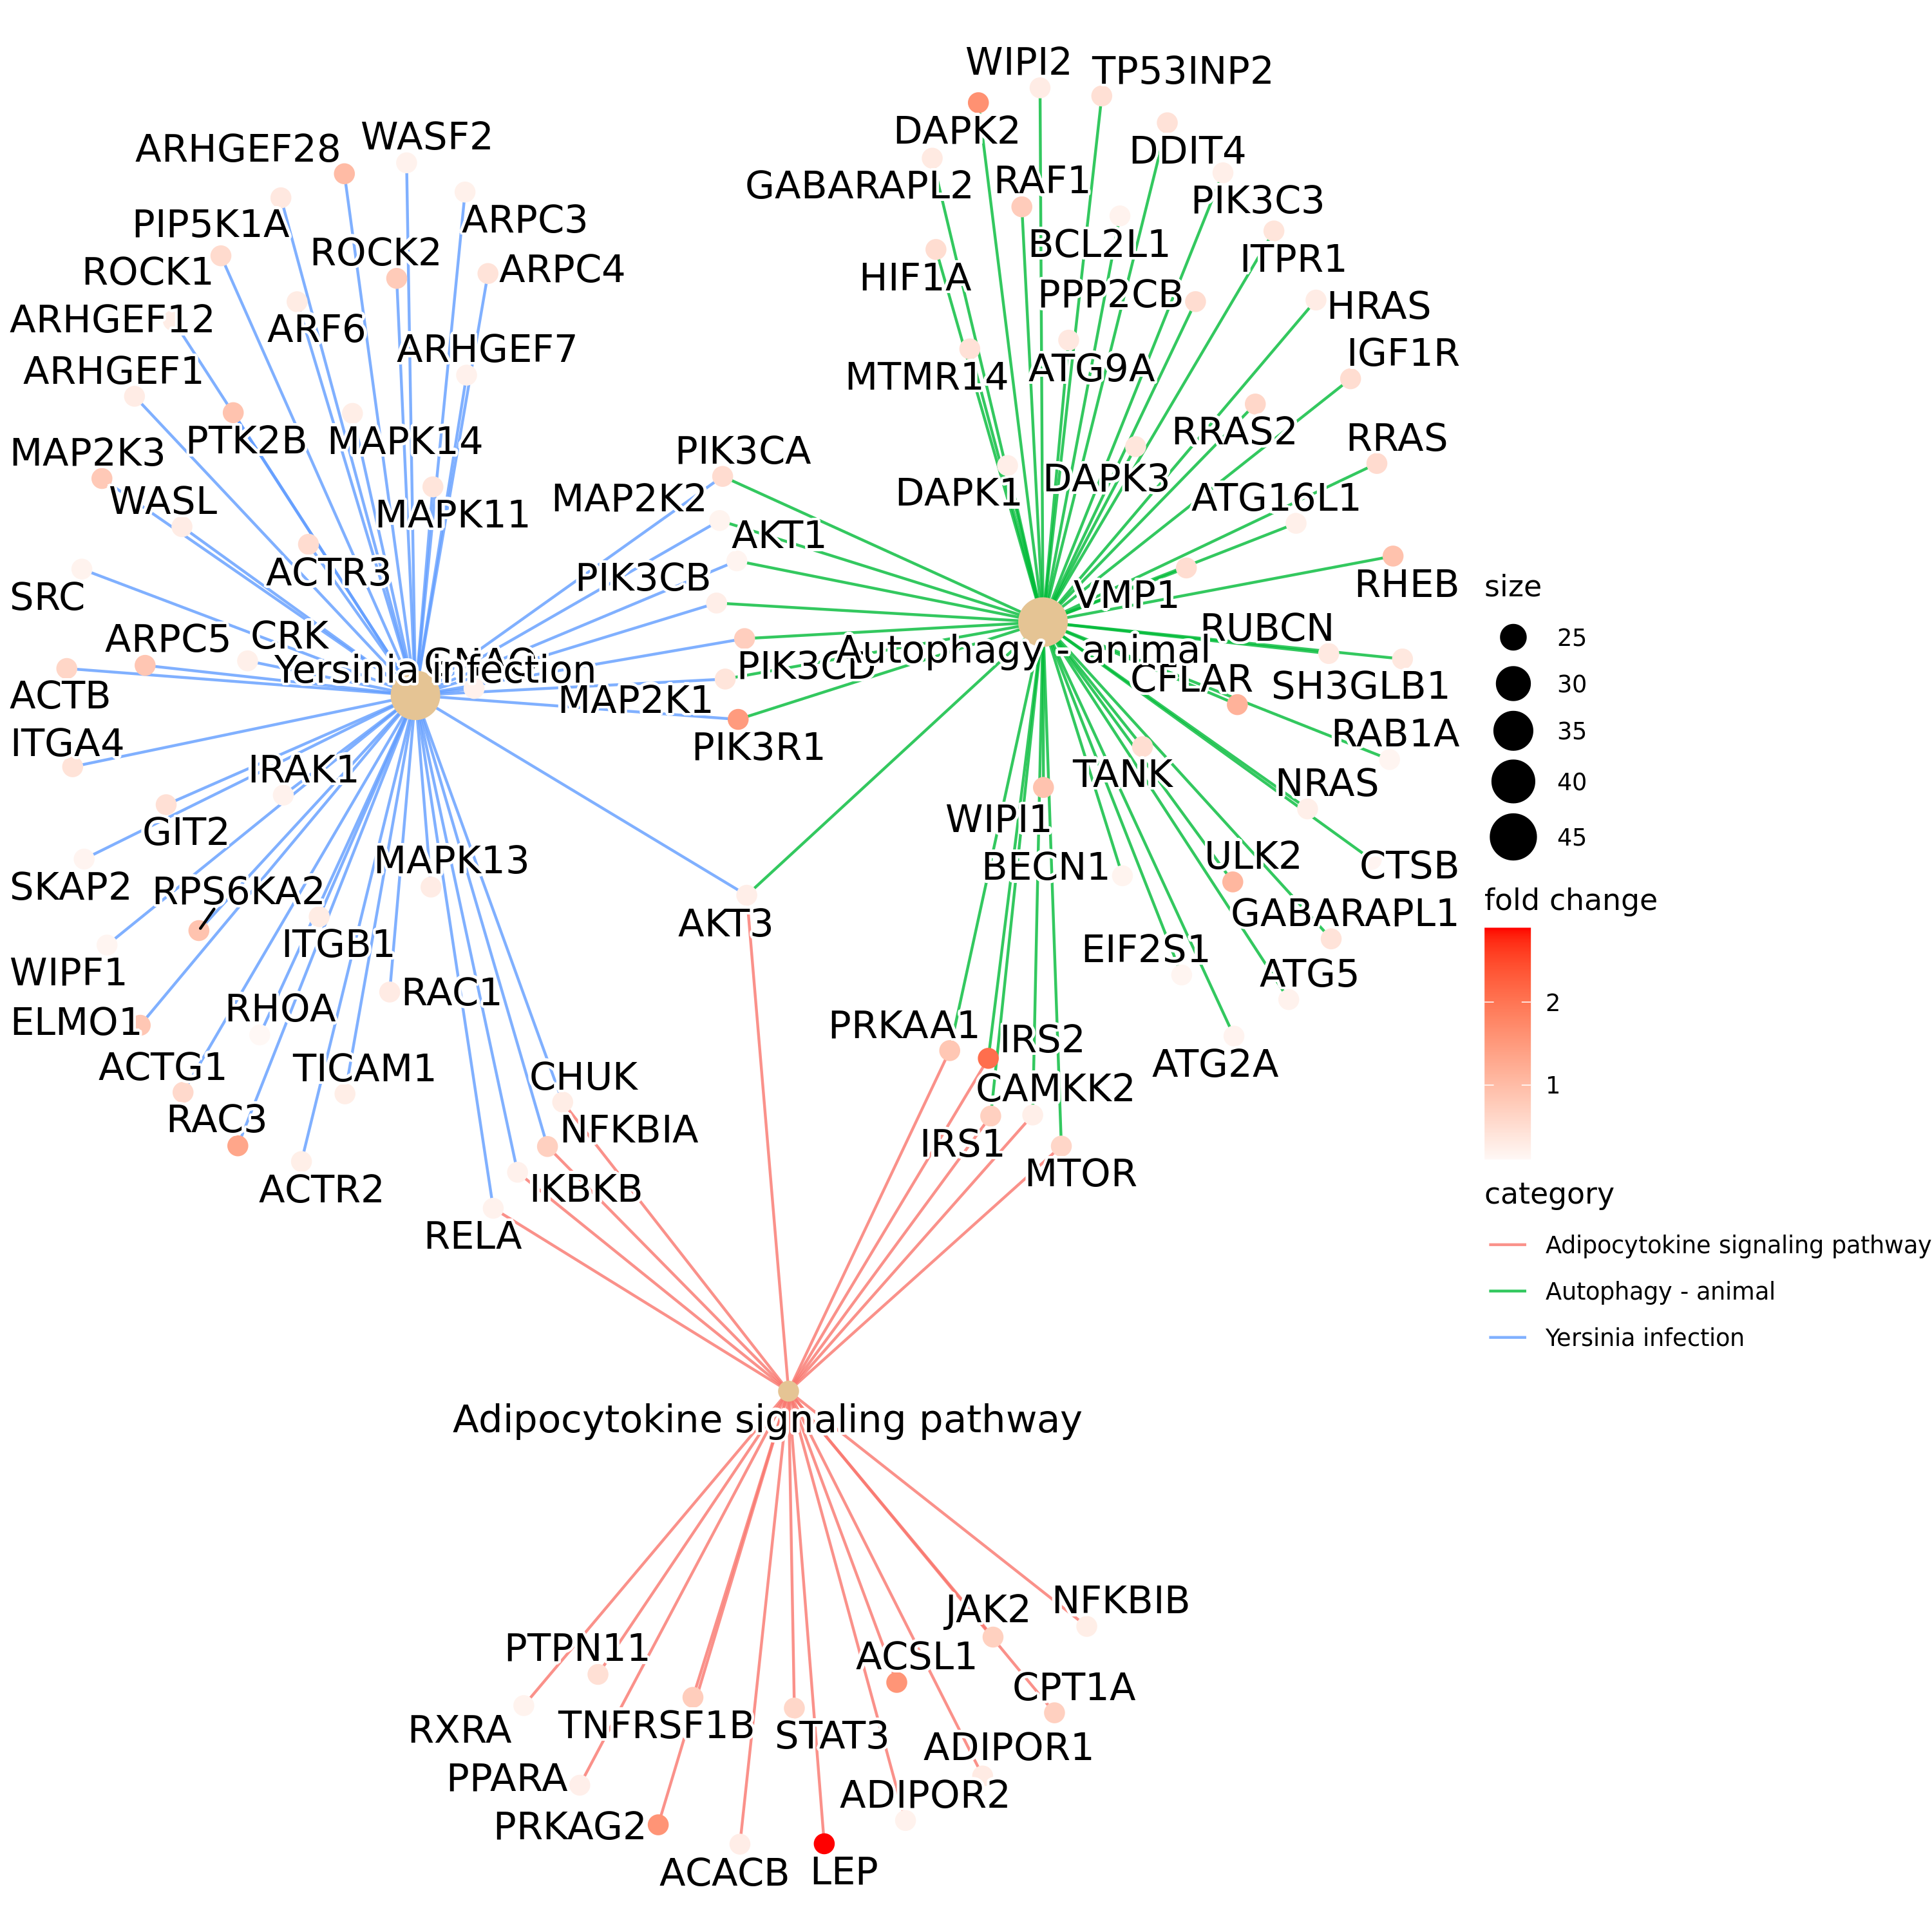 WIPI2
TP53INP2
DAPK2
ARHGEF28
WASF2
DDIT4
GABARAPL2
RAF1
PIK3C3
PIP5K1A
ARPC3
ROCK2
BCL2L1
ITPR1
ROCK1
ARPC4
HIF1A
PPP2CB
HRAS
ARHGEF12
ARF6
ARHGEF7
IGF1R
ARHGEF1
MTMR14
ATG9A
MAP2K3
PTK2B
MAPK14
PIK3CA
RRAS2
RRAS
WASL
MAPK11
MAP2K2
DAPK1
DAPK3
ATG16L1
AKT1
SRC
ACTR3
PIK3CB
VMP1
RHEB
ARPC5
CRK
RUBCN
Yersinia infection
PIK3CD
Autophagy - animal
CFLAR
SH3GLB1
ACTB
MAP2K1
ITGA4
PIK3R1
RAB1A
IRAK1
TANK
NRAS
GIT2
WIPI1
SKAP2
RPS6KA2
MAPK13
BECN1
ULK2
CTSB
AKT3
GABARAPL1
WIPF1
ITGB1
EIF2S1
ATG5
ELMO1
RHOA
RAC1
PRKAA1
IRS2
ACTG1
TICAM1
CHUK
CAMKK2
ATG2A
RAC3
NFKBIA
IRS1
MTOR
ACTR2
IKBKB
RELA
Adipocytokine signaling pathway
PTPN11
JAK2
NFKBIB
ACSL1
CPT1A
RXRA
TNFRSF1B
STAT3
ADIPOR1
PPARA
ADIPOR2
PRKAG2
ACACB
LEP
size
25
30
35
40
45
fold change
2
1
category
Adipocytokine signaling pathway
Autophagy - animal
Yersinia infection